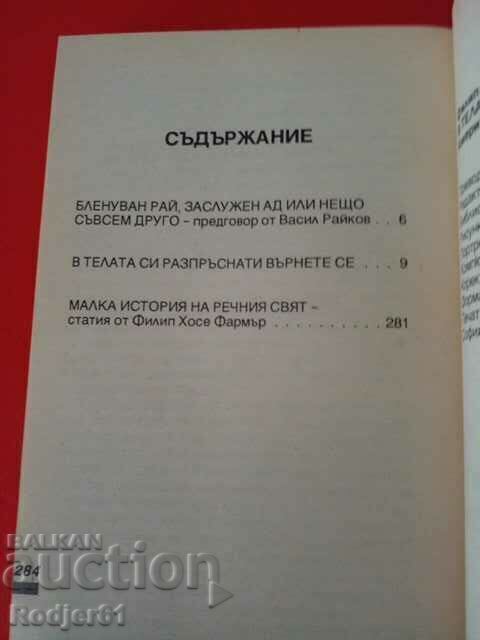 СЪДЪРЖАНИЕ
БЛЕНУВАН РАЙ, ЗАСЛУЖЕН АД ИЛИ НЕЩО
СЪВСЕМ ДРУГО – предговор от Васил Райков . . 6
В ТЕЛАТА СИ РАЗПРЪСНАТИ ВЪРНЕТЕ СЕ . . . . 9
МАЛКА ИСТОРИЯ НА РЕЧНИЯ СВЯТ –
статия от Филип Хосе Фармър . . . . . . . . . . . 281
284
BALKAN
auction
Rodjer61